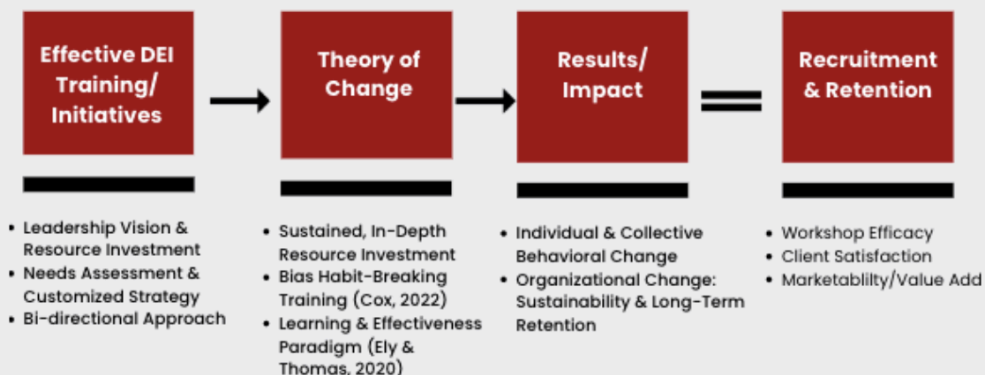 Effective DEI
Training/
Initiatives
Theory of
Change
Results/
Impact
Recruitment
& Retention
• Leadership Vision &
Resource Investment
• Needs Assessment &
Customized Strategy
• Bi-directional Approach
• Sustained, In-Depth
Resource Investment
• Bias Habit-Breaking
Training (Cox, 2022)
• Learning & Effectiveness
Paradigm (Ely &
Thomas, 2020)
• Individual & Collective
Behavioral Change
• Organizational Change:
Sustainability & Long-Term
Retention
• Workshop Efficacy
• Client Satisfaction
• Marketablilty/Value Add